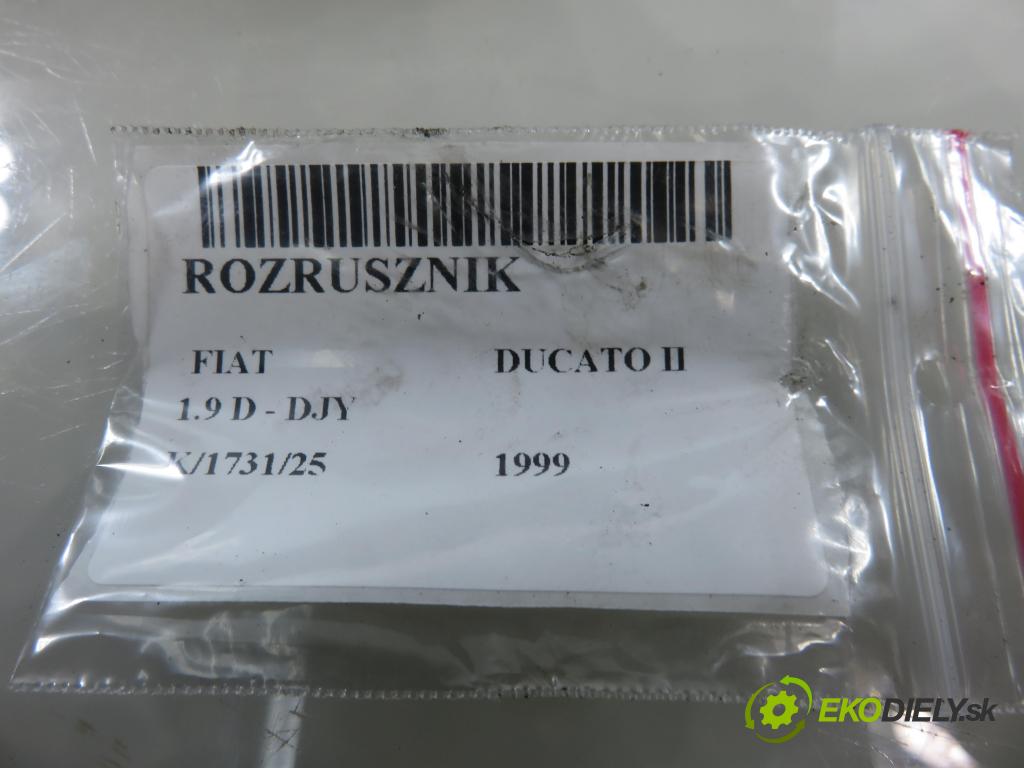 ROZRUSZNIK
FIAT DUCATO II
1.9 D - DJY
K/1731/25 1999
EKODIELY.sk